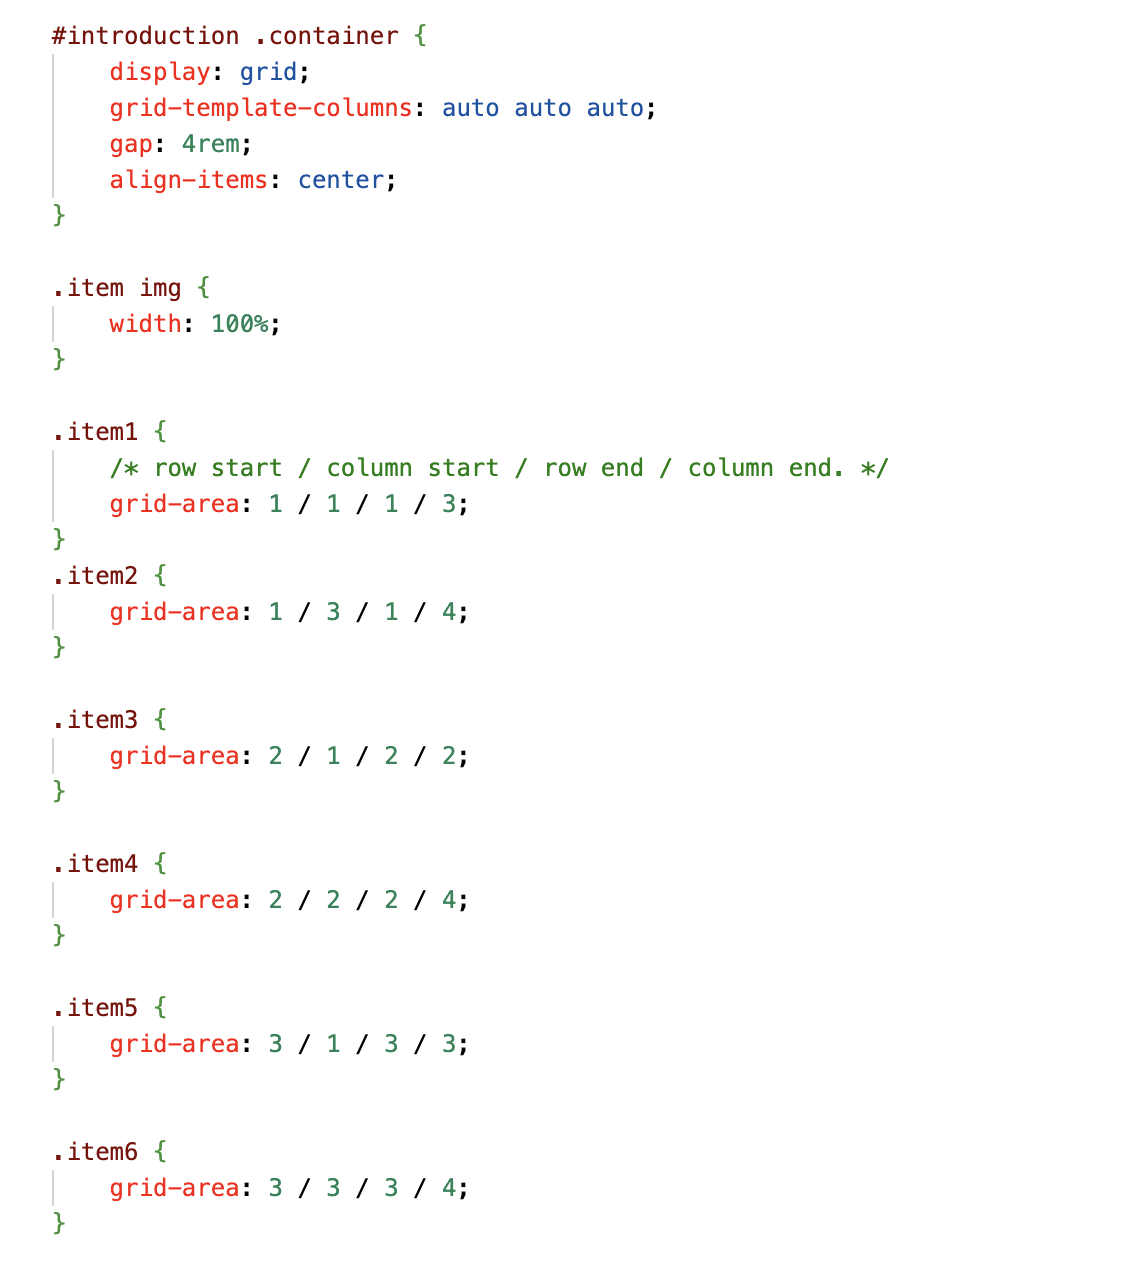 #introduction .container {
    display: grid;
    grid-template-columns: auto auto auto;
    gap: 4rem;
    align-items: center;
}

.item img {
    width: 100%;
}

.item1 {
    /* row start / column start / row end / column end. */
    grid-area: 1 / 1 / 1 / 3;
}
.item2 {
    grid-area: 1 / 3 / 1 / 4;
}

.item3 {
    grid-area: 2 / 1 / 2 / 2;
}

.item4 {
    grid-area: 2 / 2 / 2 / 4;
}

.item5 {
    grid-area: 3 / 1 / 3 / 3;
}

.item6 {
    grid-area: 3 / 3 / 3 / 4;
}